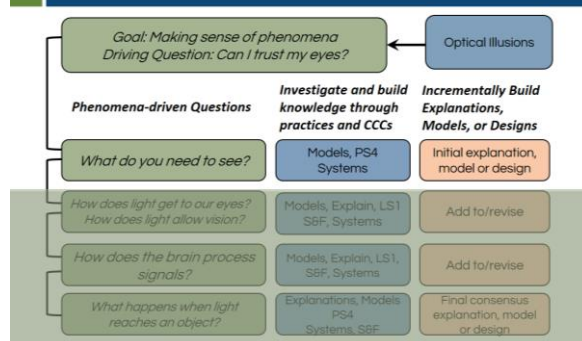 Goal: Making sense of phenomena
Driving Question: Can I trust my eyes?
Optical Illusions
Phenomena-driven Questions
Investigate and build
knowledge through
practices and CCCs
Incrementally Build
Explanations,
Models, or Designs
What do you need to see?
Models, PS4
Systems
Initial explanation,
model or design
How does light get to our eyes?
How does light allow vision?
Models, Explain, LS1
S&F, Systems
Add to/revise
How does the brain process
signals?
Models, Explain, LS1,
S&F, Systems
Add to/revise
What happens when light
reaches an object?
Explanations, Models
PS4
Systems, S&F
Final consensus
explanation, model
or design